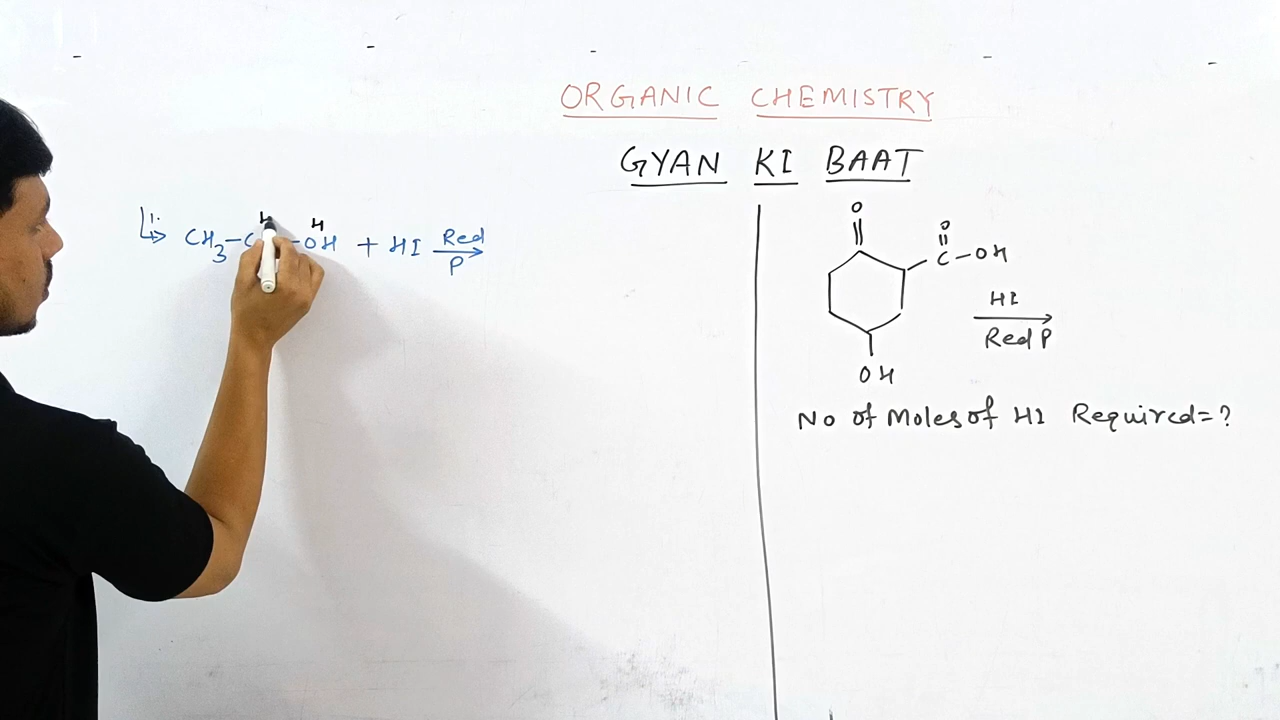 ORGANIC CHEMISTRY
GYAN KI BAAT
1. CH3-C -OH + HI Red P
H H
O
O
C-OH
OH
HI
Red P
No of Moles of HI Required=?